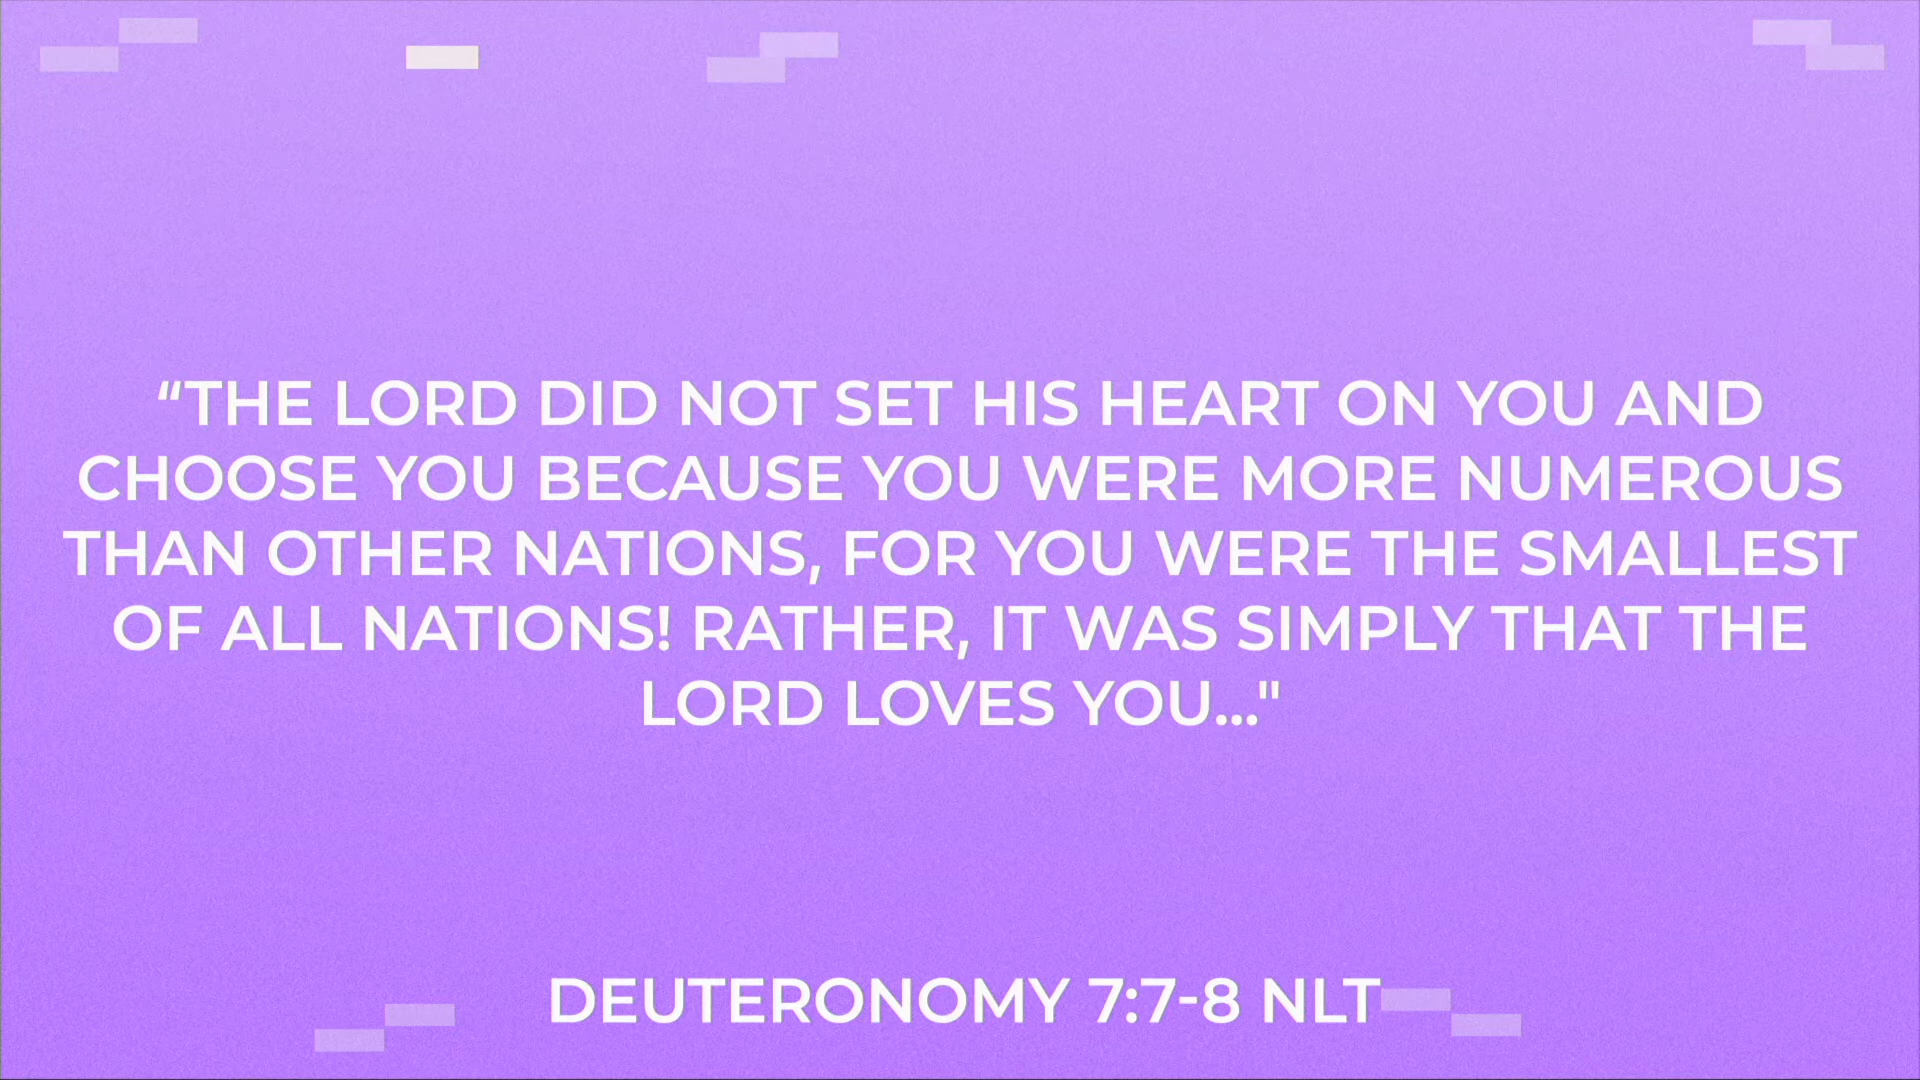 “THE LORD DID NOT SET HIS HEART ON YOU AND
CHOOSE YOU BECAUSE YOU WERE MORE NUMEROUS
THAN OTHER NATIONS, FOR YOU WERE THE SMALLEST
OF ALL NATIONS! RATHER, IT WAS SIMPLY THAT THE
LORD LOVES YOU..."
DEUTERONOMY 7:7-8 NLT